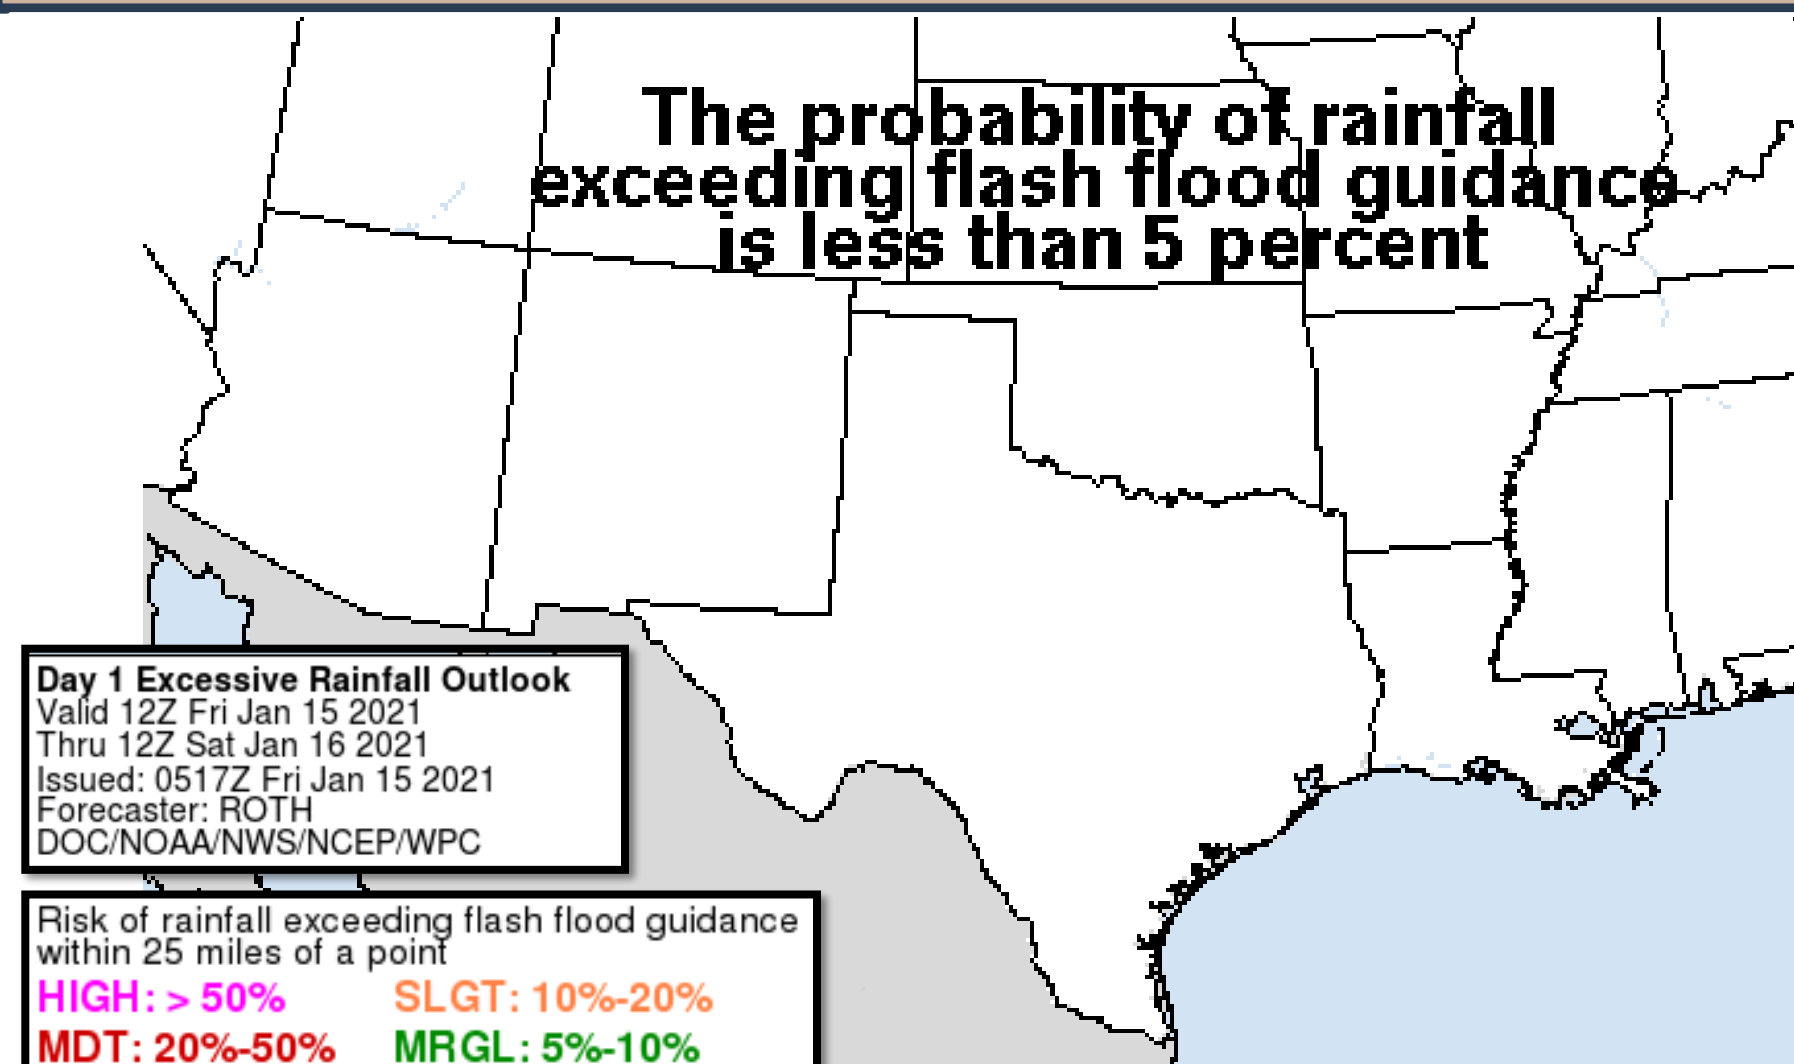 The probability of rainfall
exceeding flash flood guidance
is less than 5 percent
Day 1 Excessive Rainfall Outlook
Valid 12Z Fri Jan 15 2021
Thru 12Z Sat Jan 16 2021
Issued: 0517Z Fri Jan 15 2021
Forecaster: ROTH
DOC/NOAA/NWS/NCEP/WPC
Risk of rainfall exceeding flash flood guidance
within 25 miles of a point
HIGH: > 50% SLGT: 10%-20%
MDT: 20%-50% MRGL: 5%-10%